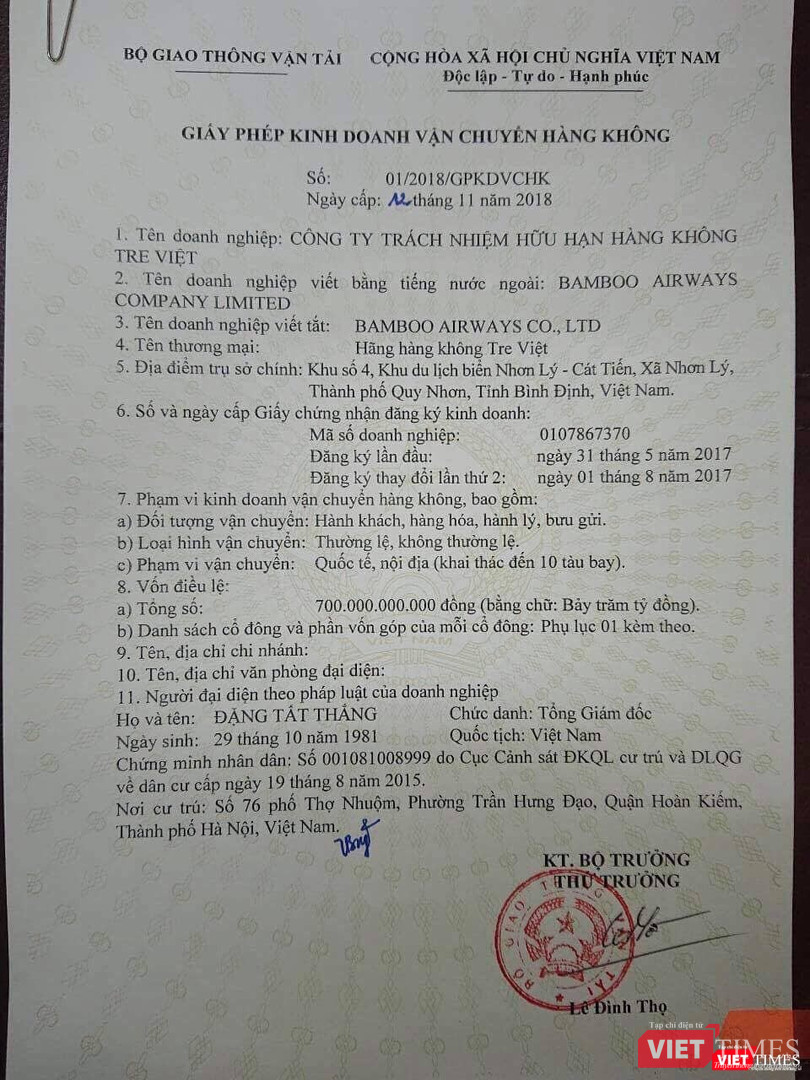 BỘ GIAO THÔNG VẬN TẢI
CỘNG HÒA XÃ HỘI CHỦ NGHĨA VIỆT NAM
Độc lập - Tự do - Hạnh phúc
GIẤY PHÉP KINH DOANH VẬN CHUYỂN HÀNG KHÔNG
Số: 01/2018/GPKDVCHK
Ngày cấp: 12 tháng 11 năm 2018
1. Tên doanh nghiệp: CÔNG TY TRÁCH NHIỆM HỮU HẠN HÀNG KHÔNG
TRE VIỆT
2. Tên doanh nghiệp viết bằng tiếng nước ngoài: BAMBOO AIRWAYS
COMPANY LIMITED
3. Tên doanh nghiệp viết tắt: BAMBOO AIRWAYS CO., LTD
4. Tên thương mại: Hãng hàng không Tre Việt
5. Địa điểm trụ sở chính: Khu số 4, Khu du lịch biển Nhơn Lý - Cát Tiến, Xã Nhơn Lý,
Thành phố Quy Nhơn, Tỉnh Bình Định, Việt Nam.
6. Số và ngày cấp Giấy chứng nhận đăng ký kinh doanh:
Mã số doanh nghiệp: 0107867370
Đăng ký lần đầu: ngày 31 tháng 5 năm 2017
Đăng ký thay đổi lần thứ 2: ngày 01 tháng 8 năm 2017
7. Phạm vi kinh doanh vận chuyển hàng không, bao gồm:
a) Đối tượng vận chuyển: Hành khách, hàng hóa, hành lý, bưu gửi.
b) Loại hình vận chuyển: Thường lệ, không thường lệ.
c) Phạm vi vận chuyển: Quốc tế, nội địa (khai thác đến 10 tàu bay).
8. Vốn điều lệ:
a) Tổng số: 700.000.000.000 đồng (bằng chữ: Bảy trăm tỷ đồng).
b) Danh sách cổ đông và phần vốn góp của mỗi cổ đông: Phụ lục 01 kèm theo.
9. Tên, địa chỉ chi nhánh:
10. Tên, địa chỉ văn phòng đại diện:
11. Người đại diện theo pháp luật của doanh nghiệp
Họ và tên: ĐẶNG TẤT THẮNG Chức danh: Tổng Giám đốc
Ngày sinh: 29 tháng 10 năm 1981 Quốc tịch: Việt Nam
Chứng minh nhân dân: Số 001081008999 do Cục Cảnh sát ĐKQL cư trú và DLQG
về dân cư cấp ngày 19 tháng 8 năm 2015.
Nơi cư trú: Số 76 phố Thợ Nhuộm, Phường Trần Hưng Đạo, Quận Hoàn Kiếm,
Thành phố Hà Nội, Việt Nam.
KT. BỘ TRƯỞNG
THỨ TRƯỞNG
BỘ GIAO THÔNG VẬN TẢI
Lê Đình Thọ
Tạp chí điện tử
VIETTIMES
Tạp chí điện tử
VIETTIMES